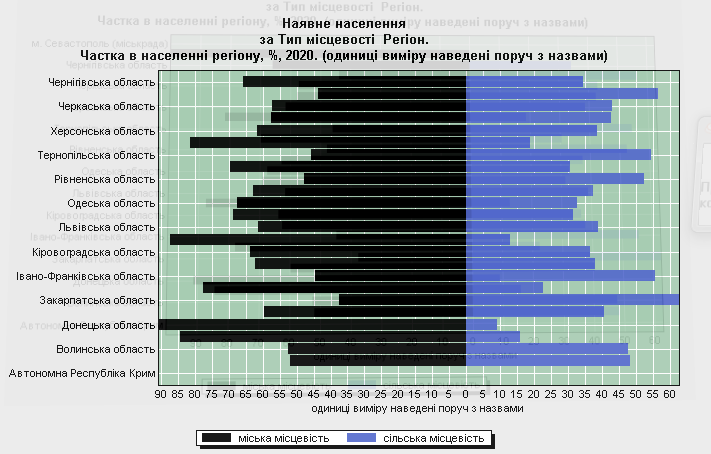 Наявне населення
за Тип місцевості Регіон.
Частка в населенні регіону, %, 2020. (одиниці виміру наведені поруч з назвами)
Чернігівська область
Черкаська область
Херсонська область
Тернопільська область
Рівненська область
Одеська область
Львівська область
Кіровоградська область
Івано-Франківська область
Закарпатська область
Донецька область
Волинська область
Автономна Республіка Крим
90 85 80 75 70 65 60 55 50 45 40 35 30 25 20 15 10 5 0 5 10 15 20 25 30 35 40 45 50 55 60
одиниці виміру наведені поруч з назвами
міська місцевість сільська місцевість